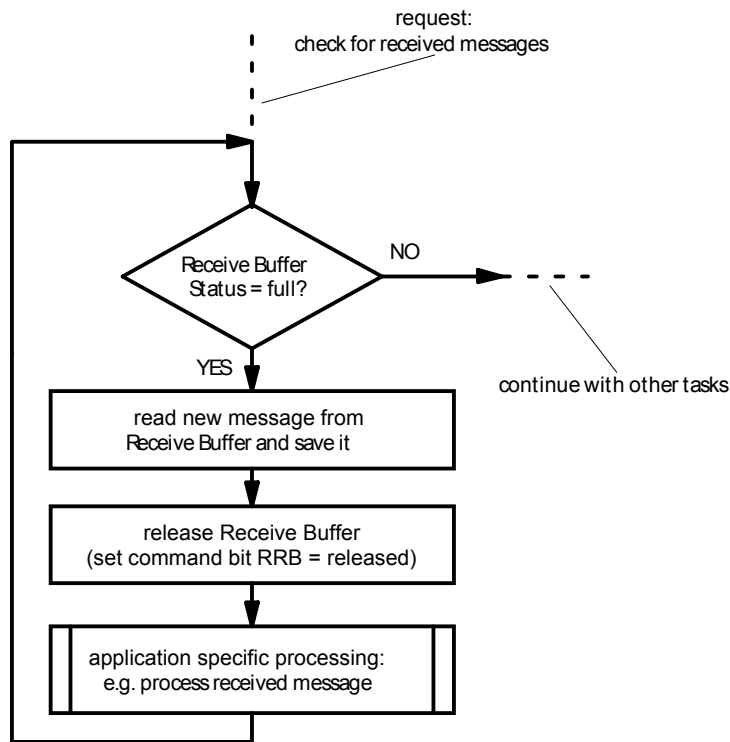 request:
check for received messages
Receive Buffer
Status = full?
NO
YES
continue with other tasks
read new message from
Receive Buffer and save it
release Receive Buffer
(set command bit RRB = released)
application specific processing:
e.g. process received message